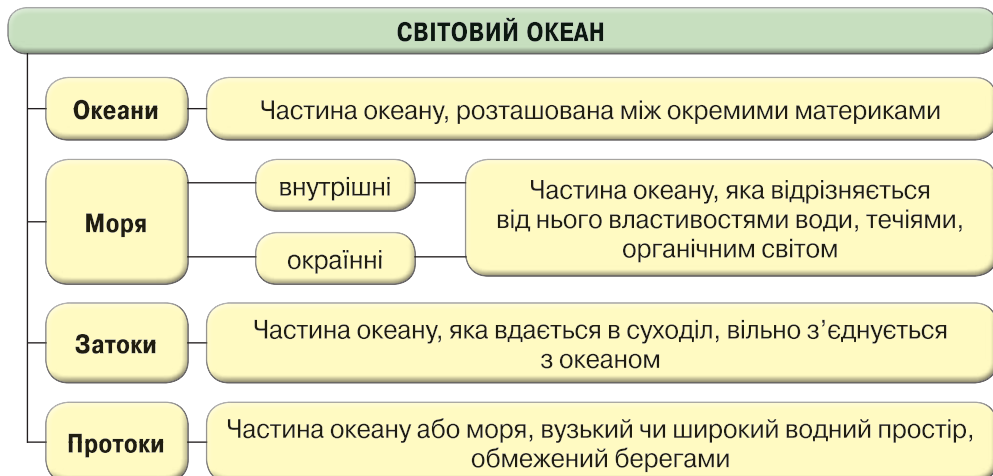 СВІТОВИЙ ОКЕАН
Океани
Частина океану, розташована між окремими материками
Моря
внутрішні
окраїнні
Частина океану, яка відрізняється
від нього властивостями води, течіями,
органічним світом
Затоки
Частина океану, яка вдається в суходіл, вільно з’єднується
з океаном
Протоки
Частина океану або моря, вузький чи широкий водний простір,
обмежений берегами